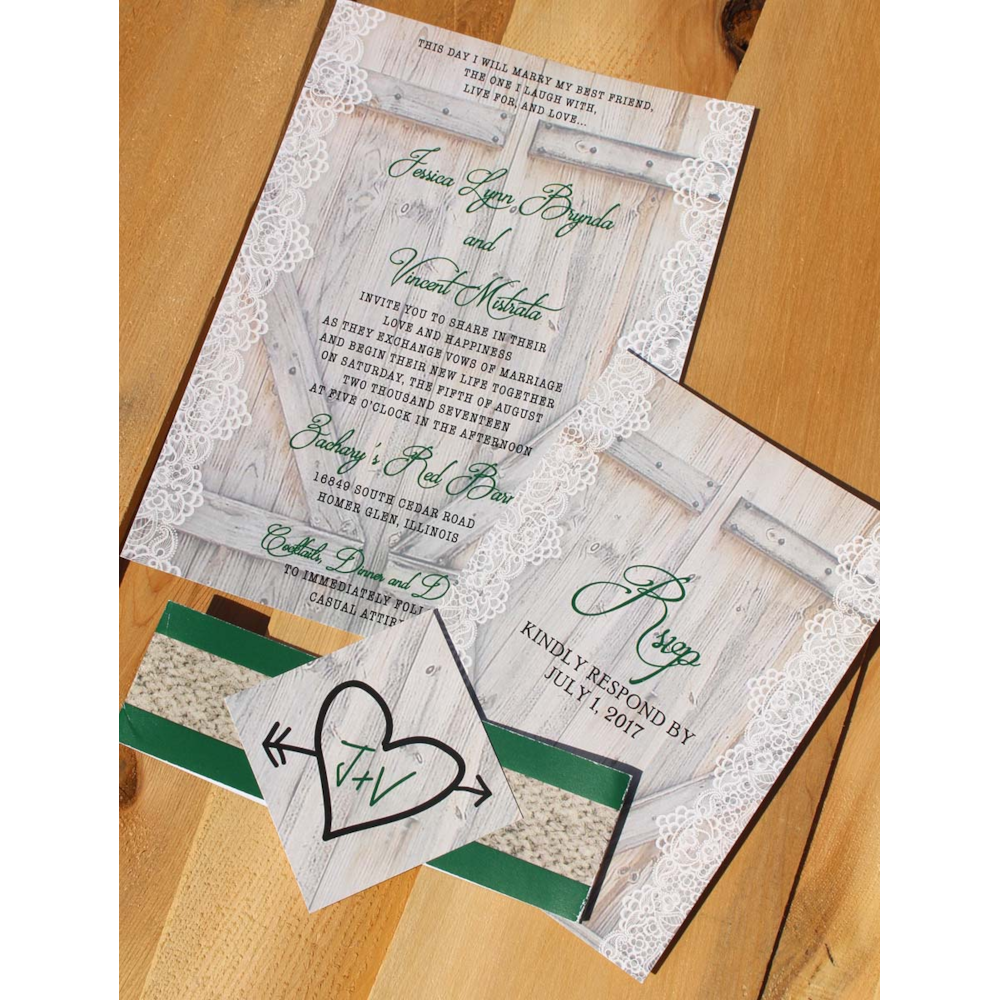 THIS DAY I WILL MARRY MY BEST FRIEND,
THE ONE I LAUGH WITH,
LIVE FOR, AND LOVE...
Jessica Lynn Brynda
and
Vincent Mistrata
INVITE YOU TO SHARE IN THEIR
LOVE AND HAPPINESS
AS THEY EXCHANGE VOWS OF MARRIAGE
AND BEGIN THEIR NEW LIFE TOGETHER
ON SATURDAY, THE FIFTH OF AUGUST
TWO THOUSAND SEVENTEEN
AT FIVE O'CLOCK IN THE AFTERNOON
Zachary's Red Barn
16849 SOUTH CEDAR ROAD
HOMER GLEN, ILLINOIS
Cocktails, Dinner and D
TO IMMEDIATELY FOLL
CASUAL ATTIR
Rsvp
KINDLY RESPOND BY
JULY 1, 2017
J+V